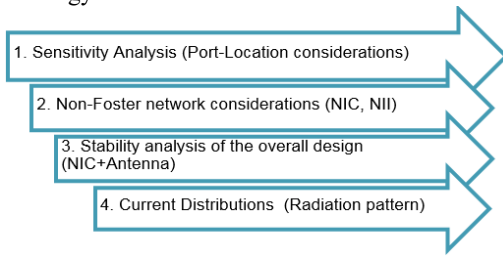 1. Sensitivity Analysis (Port-Location considerations)
2. Non-Foster network considerations (NIC, NII)
3. Stability analysis of the overall design
(NIC+Antenna)
4. Current Distributions (Radiation pattern)